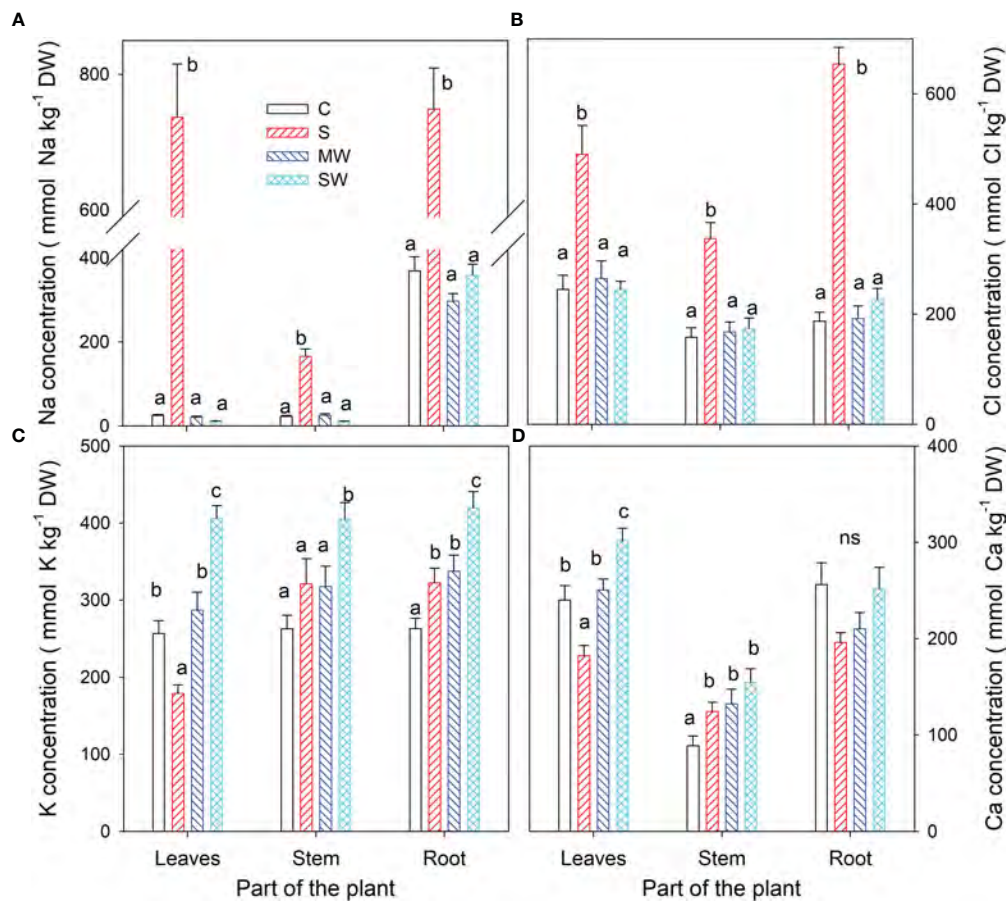 A
Na concentration ( mmol Na kg-1 DW)
800
600
400
200
0
b
b
C
S
MW
SW
a
a
a
a
b
a
a
a
a
a
B
Cl concentration ( mmol Cl kg-1 DW)
600
400
200
0
b
b
b
a
a
a
a
a
a
a
a
a
C
K concentration ( mmol K kg-1 DW)
500
400
300
200
100
0
b
a
b
c
a
a
a
b
a
b
b
c
Leaves
Stem
Root
Part of the plant
D
Ca concentration ( mmol Ca kg-1 DW)
400
300
200
100
0
b
a
b
c
a
b
b
b
ns
Leaves
Stem
Root
Part of the plant